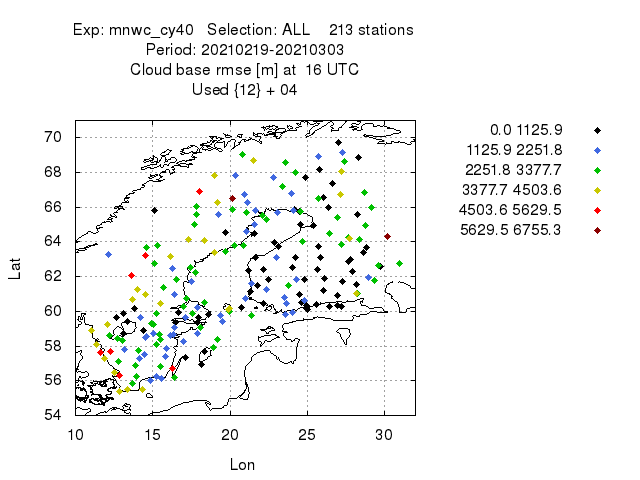 Exp: mnwc_cy40 Selection: ALL 213 stations
Period: 20210219-20210303
Cloud base rmse [m] at 16 UTC
Used {12} + 04
0.0 1125.9
1125.9 2251.8
2251.8 3377.7
3377.7 4503.6
4503.6 5629.5
5629.5 6755.3
Lat
70
68
66
64
62
60
58
56
54
10 15 20 25 30
Lon